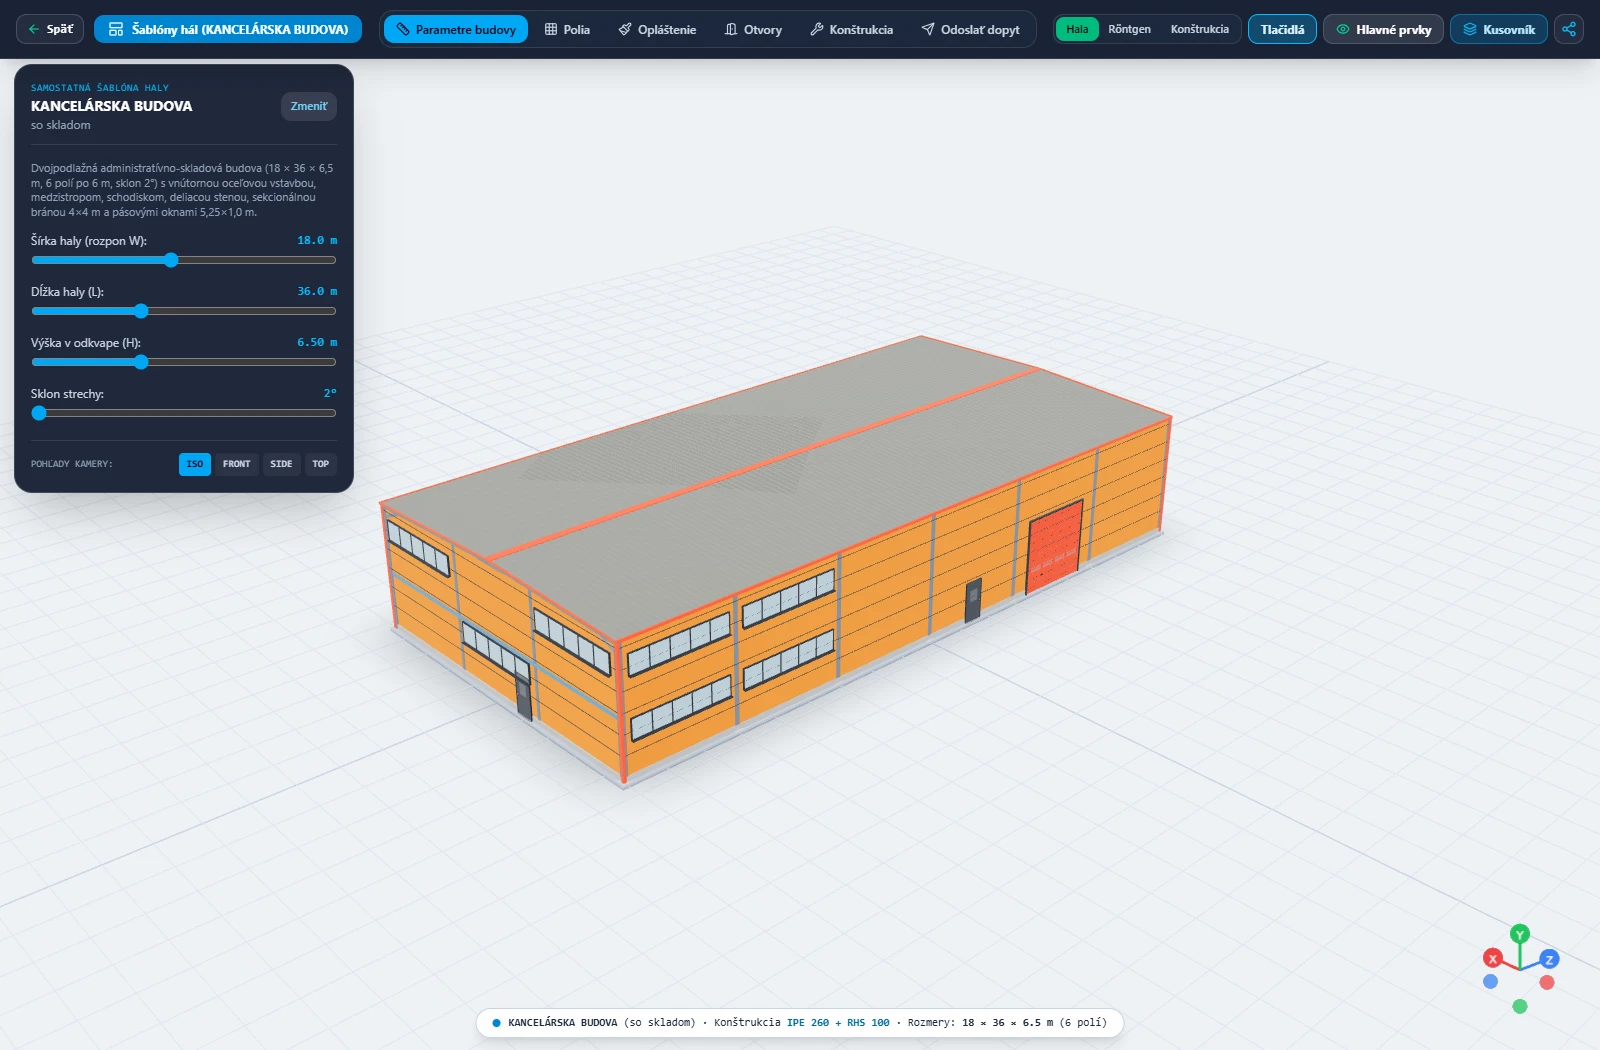 Späť
Šablóny hál (KANCELÁRSKA BUDOVA)
Parametre budovy
Polia
Opláštenie
Otvory
Konštrukcia
Odoslať dopyt
Hala
Röntgen
Konštrukcia
Tlačidlá
Hlavné prvky
Kusovník
SAMOSTATNÁ ŠABLÓNA HALY
KANCELÁRSKA BUDOVA
so skladom
Zmeniť
Dvojpodlažná administratívno-skladová budova (18 × 36 × 6,5
m, 6 polí po 6 m, sklon 2°) s vnútornou oceľovou vstavbou,
medzistropom, schodiskom, deliacou stenou, sekcionálnou
bránou 4×4 m a pásovými oknami 5,25×1,0 m.
Šírka haly (rozpon W): 18.0 m
Dĺžka haly (L): 36.0 m
Výška v odkvape (H): 6.50 m
Sklon strechy: 2°
POHĽADY KAMERY: ISO FRONT SIDE TOP
Y
X
Z
KANCELÁRSKA BUDOVA (so skladom) · Konštrukcia IPE 260 + RHS 100 · Rozmery: 18 × 36 × 6.5 m (6 polí)